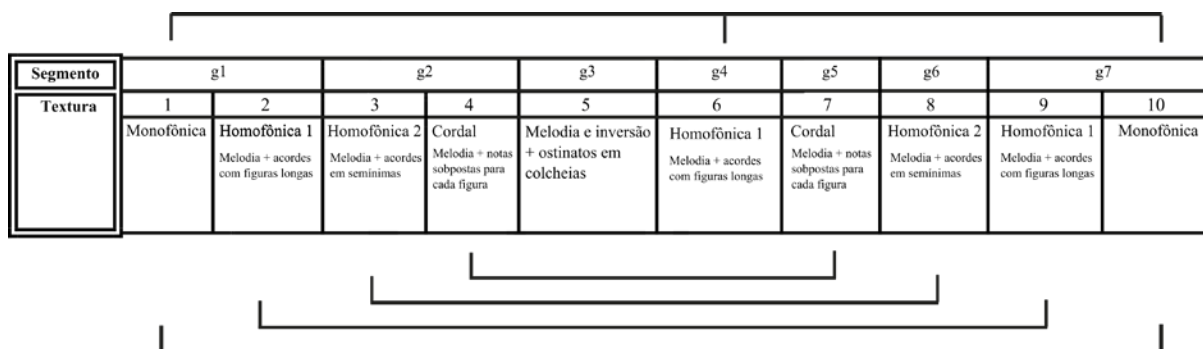 Segmento
g1
g2
g3
g4
g5
g6
g7
Textura
1
2
3
4
5
6
7
8
9
10
Monofônica
Homofônica 1
Melodia + acordes
com figuras longas
Homofônica 2
Melodia + acordes
em semínimas
Cordal
Melodia + notas
sobpostas para
cada figura
Melodia e inversão
+ ostinatos em
colcheias
Homofônica 1
Melodia + acordes
com figuras longas
Cordal
Melodia + notas
sobpostas para
cada figura
Homofônica 2
Melodia + acordes
em semínimas
Homofônica 1
Melodia + acordes
com figuras longas
Monofônica